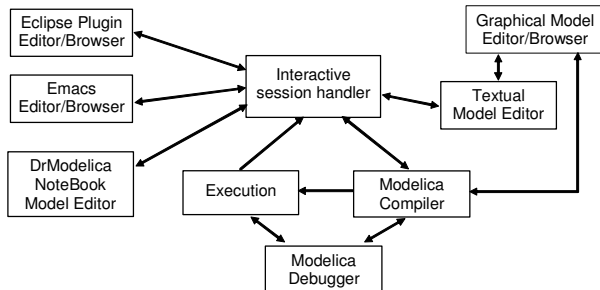 Eclipse Plugin
Editor/Browser
Graphical Model
Editor/Browser
Interactive
session handler
Emacs
Editor/Browser
Textual
Model Editor
DrModelica
NoteBook
Model Editor
Execution
Modelica
Compiler
Modelica
Debugger